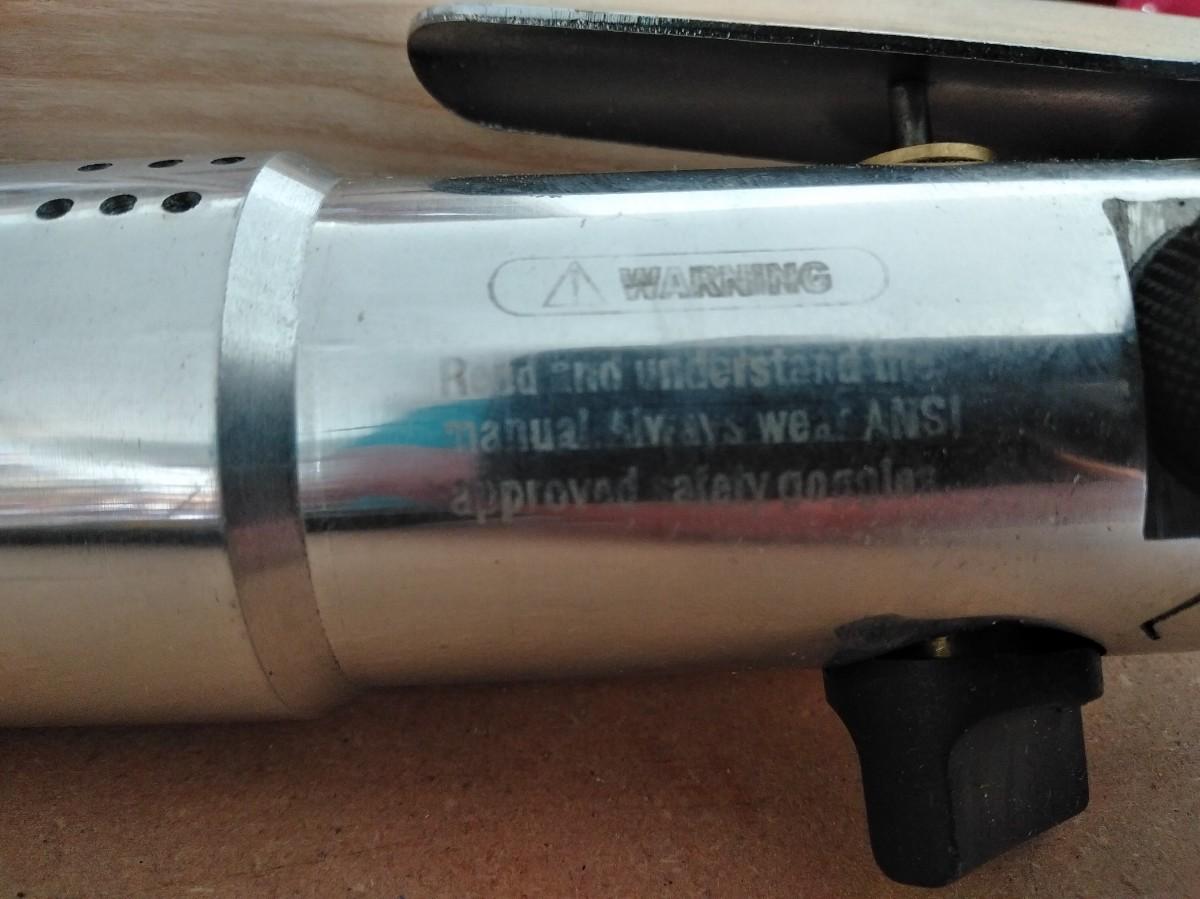 WARNING
Read and understand the
manual Always wear ANSI
approved safety goggles